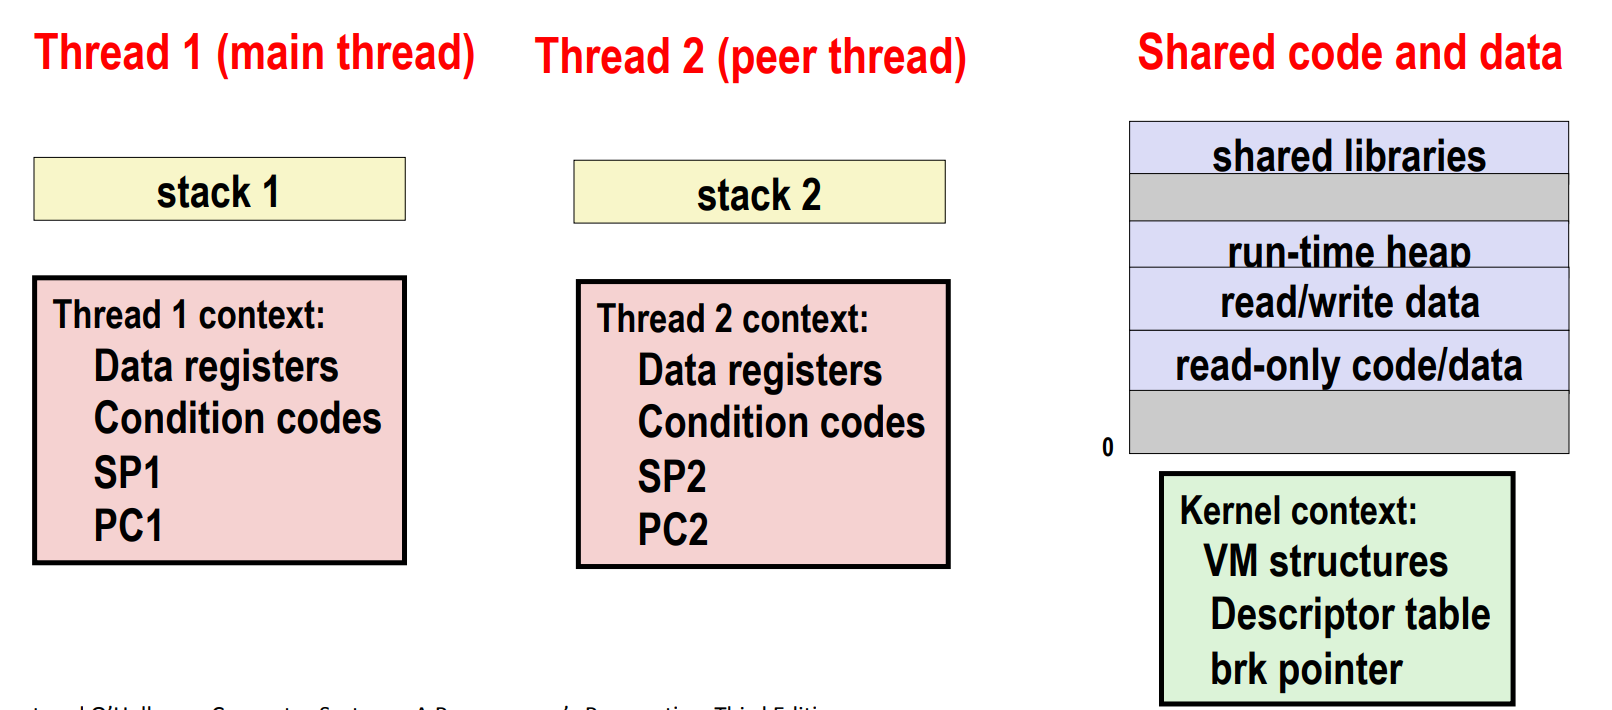 Thread 1 (main thread)
Thread 2 (peer thread)
Shared code and data
stack 1
Thread 1 context:
Data registers
Condition codes
SP1
PC1
stack 2
Thread 2 context:
Data registers
Condition codes
SP2
PC2
shared libraries
run-time heap
read/write data
read-only code/data
0
Kernel context:
VM structures
Descriptor table
brk pointer